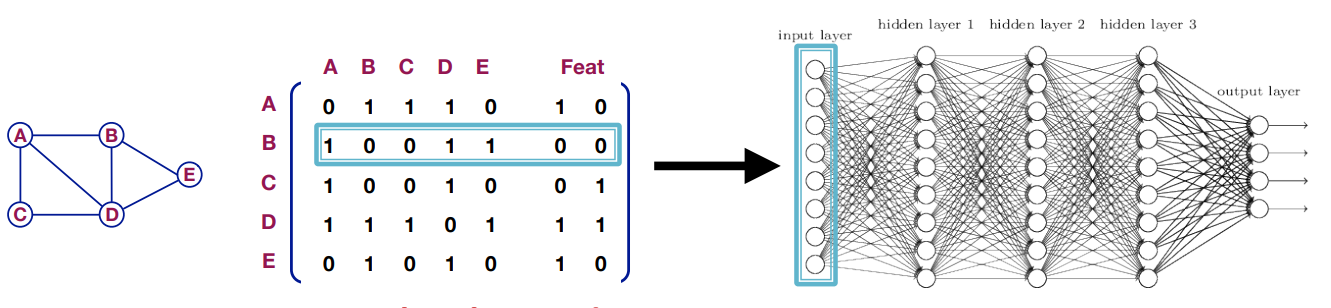 A B
C D
E
A B C D E Feat
A 0 1 1 1 0 1 0
B 1 0 0 1 1 0 0
C 1 0 0 1 0 0 1
D 1 1 1 0 1 1 1
E 0 1 0 1 0 1 0
input layer
hidden layer 1 hidden layer 2 hidden layer 3
output layer